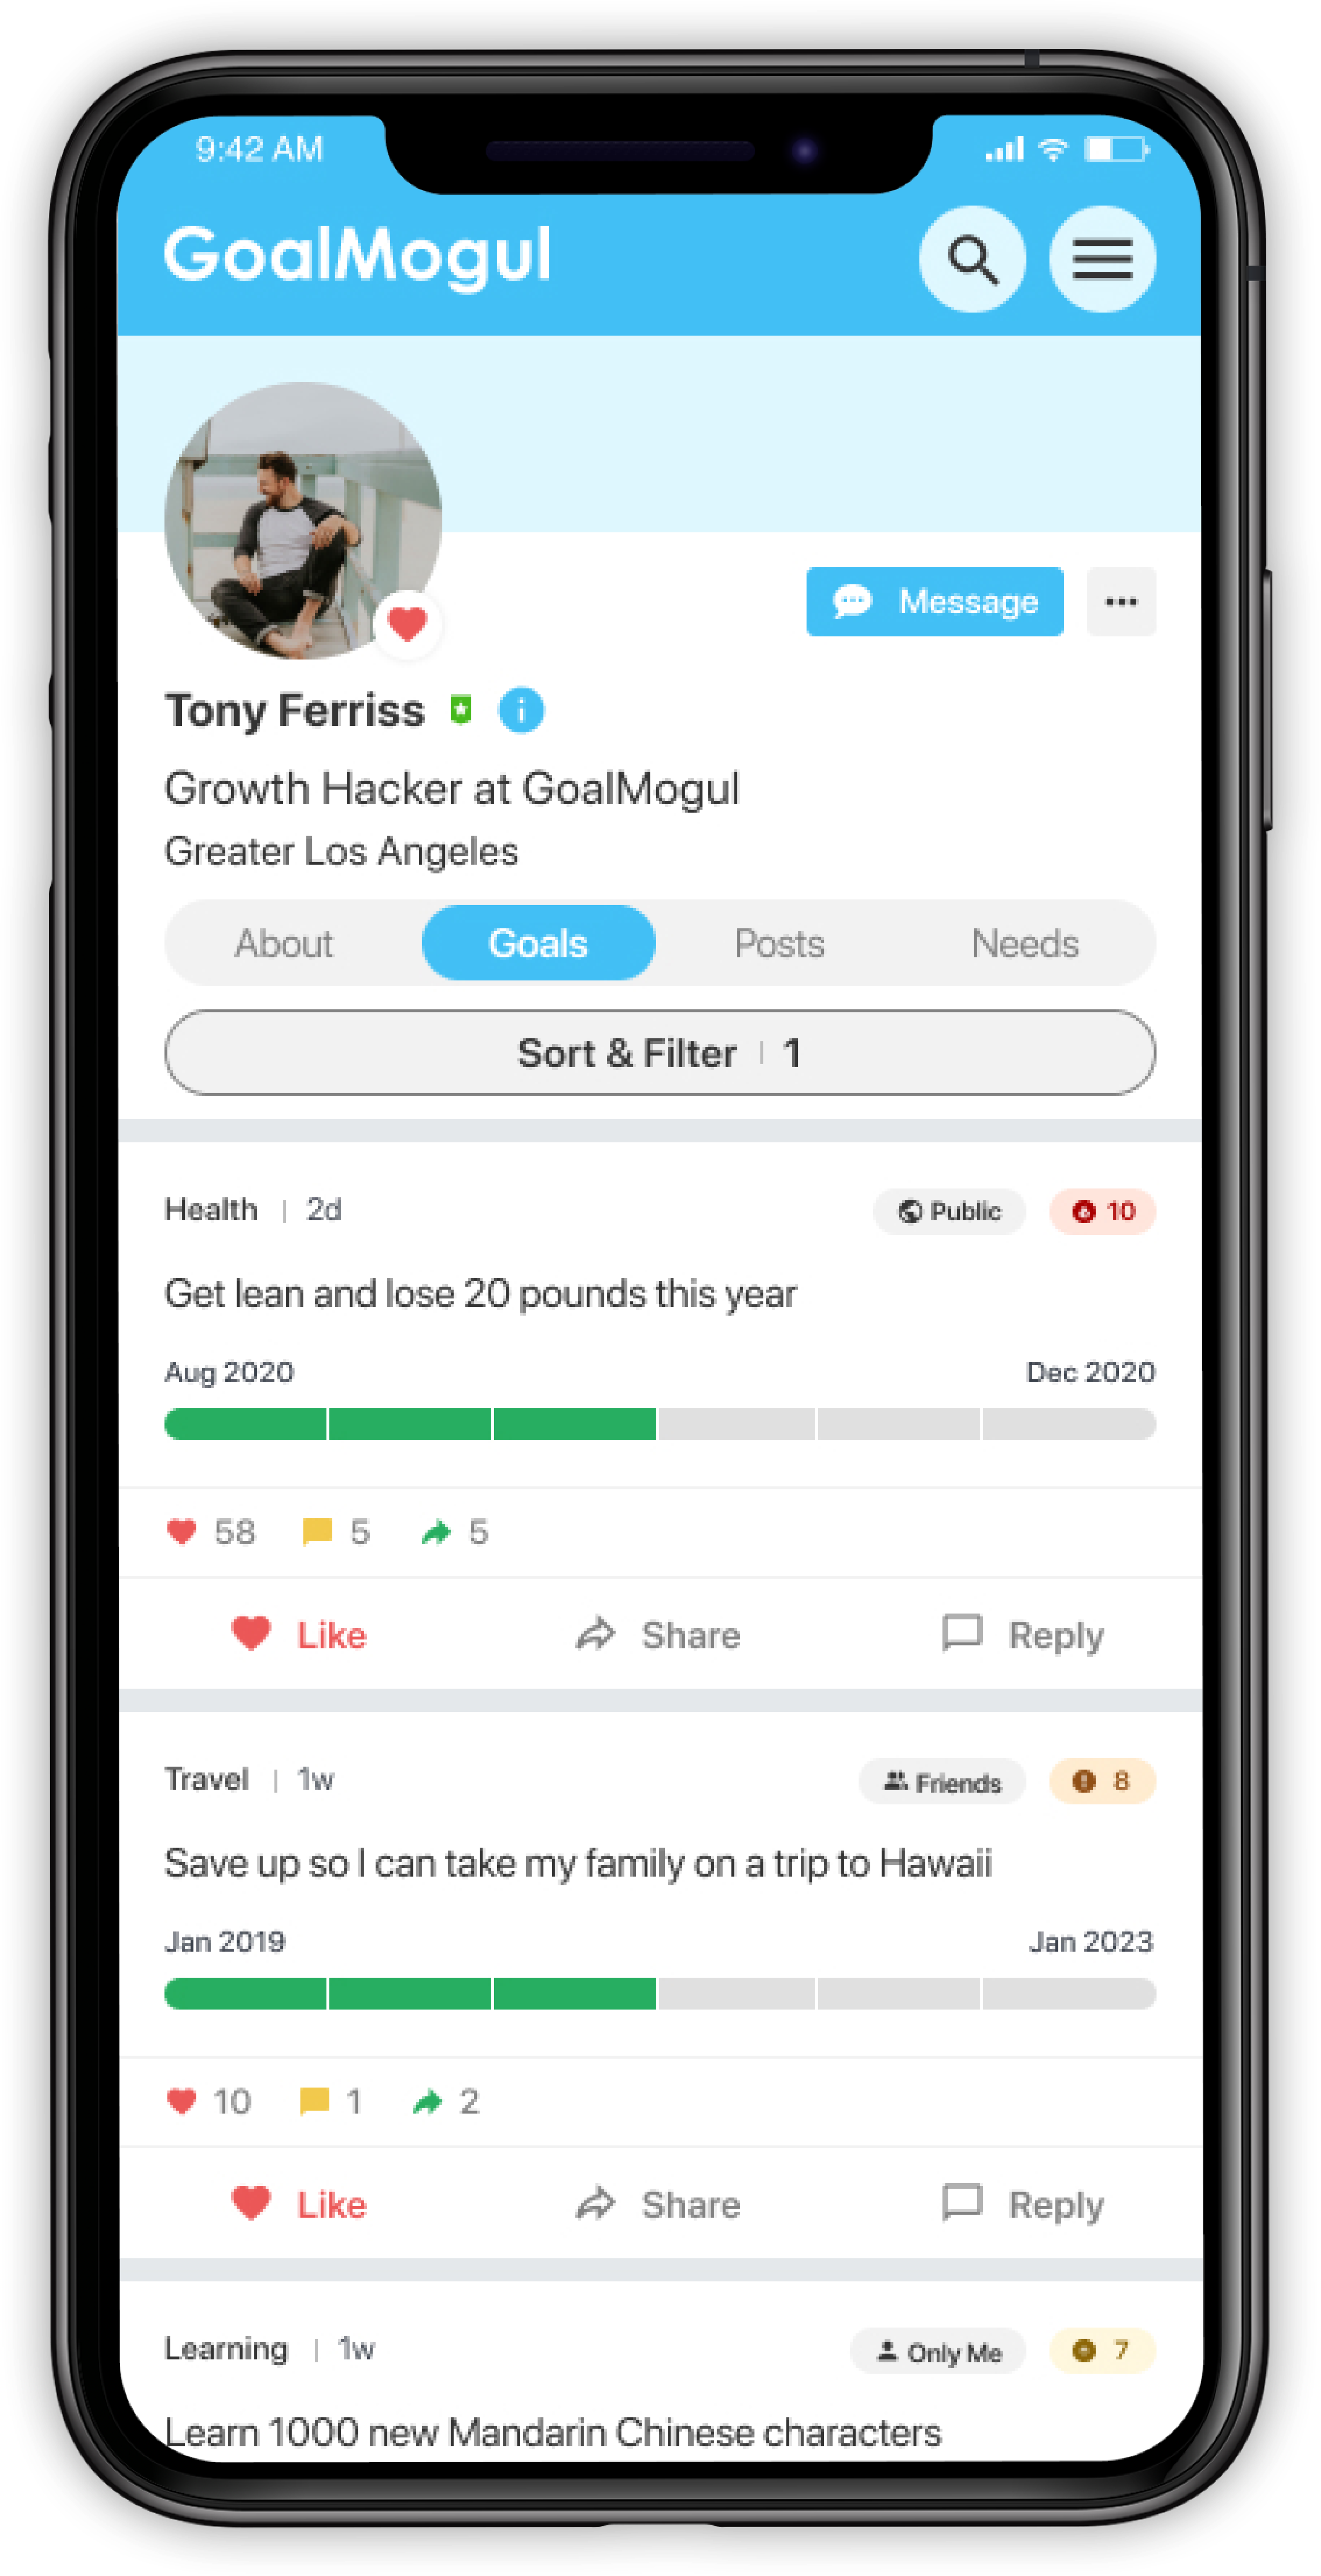 9:42 AM
GoalMogul
Message
Tony Ferriss
Growth Hacker at GoalMogul
Greater Los Angeles
About Goals Posts Needs
Sort & Filter | 1
Health | 2d Public 10
Get lean and lose 20 pounds this year
Aug 2020 Dec 2020
58 5 5
Like Share Reply
Travel | 1w Friends 8
Save up so I can take my family on a trip to Hawaii
Jan 2019 Jan 2023
10 1 2
Like Share Reply
Learning | 1w Only Me 7
Learn 1000 new Mandarin Chinese characters